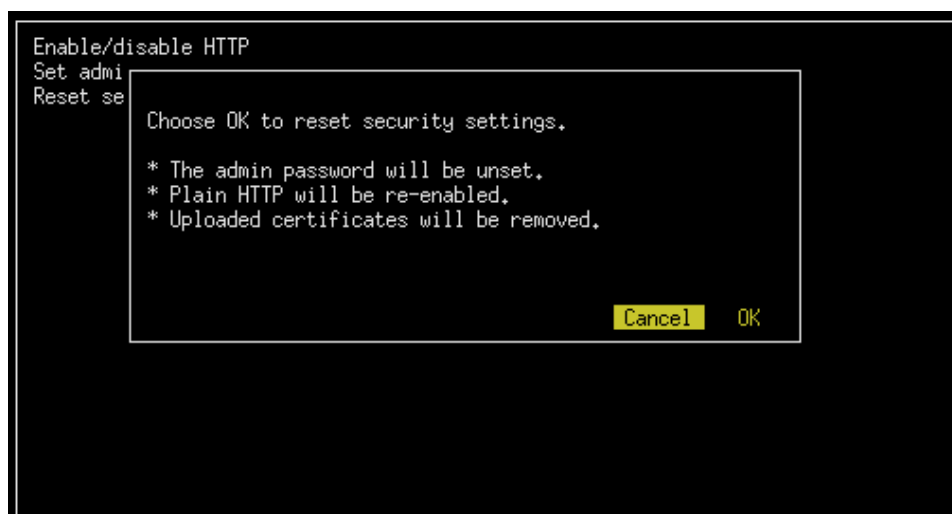 Enable/disable HTTP
Set admi
Reset se
Choose OK to reset security settings.
* The admin password will be unset.
* Plain HTTP will be re-enabled.
* Uploaded certificates will be removed.
Cancel OK